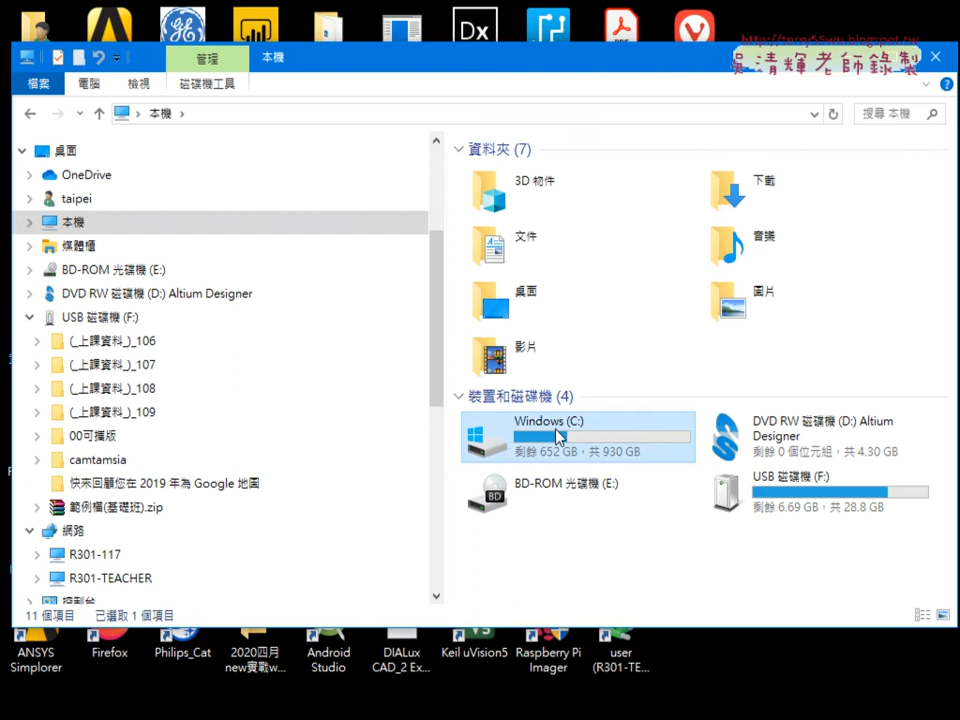 Dx
http://terry55wu.blogspot.tw
吳清輝老師錄製
管理
本機
檔案
電腦
檢視
磁碟機工具
本機
搜尋 本機
桌面
OneDrive
taipei
本機
媒體櫃
BD-ROM 光碟機 (E:)
DVD RW 磁碟機 (D:) Altium Designer
USB 磁碟機 (F:)
(_上課資料_)_106
(_上課資料_)_107
(_上課資料_)_108
(_上課資料_)_109
00可攜版
camtamsia
快來回顧您在 2019 年為 Google 地圖
範例檔(基礎班).zip
網路
R301-117
R301-TEACHER
控制台
資料夾 (7)
3D 物件
下載
文件
音樂
桌面
圖片
影片
裝置和磁碟機 (4)
Windows (C:)
剩餘 652 GB，共 930 GB
DVD RW 磁碟機 (D:) Altium
Designer
剩餘 0 個位元組，共 4.30 GB
BD
BD-ROM 光碟機 (E:)
USB 磁碟機 (F:)
剩餘 6.69 GB，共 28.8 GB
11 個項目
已選取 1 個項目
ANSYS
Simplorer
Firefox
Philips_Cat
2020四月
new實戰w...
Android
Studio
DIALux
CAD_2 Ex...
Keil uVision5
Raspberry Pi
Imager
user
(R301-TE...